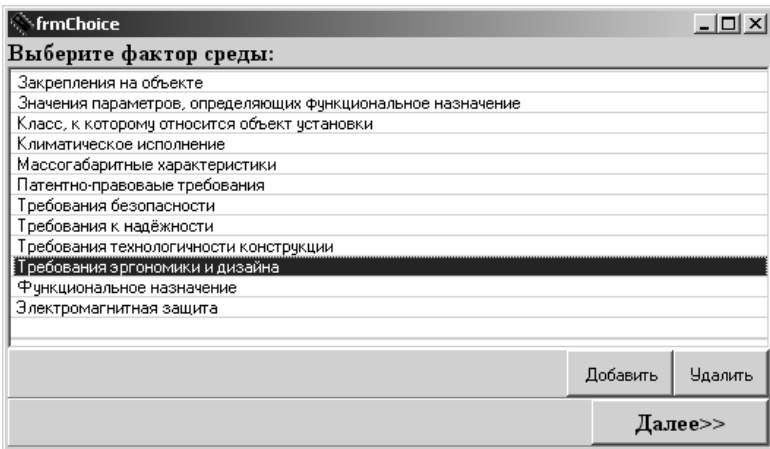 frmChoice
Выберите фактор среды:
Закрепления на объекте
Значения параметров, определяющих функциональное назначение
Класс, к которому относится объект установки
Климатическое исполнение
Массогабаритные характеристики
Патентно-правоваые требования
Требования безопасности
Требования к надёжности
Требования технологичности конструкции
Требования эргономики и дизайна
Функциональное назначение
Электромагнитная защита
Добавить Удалить
Далее>>